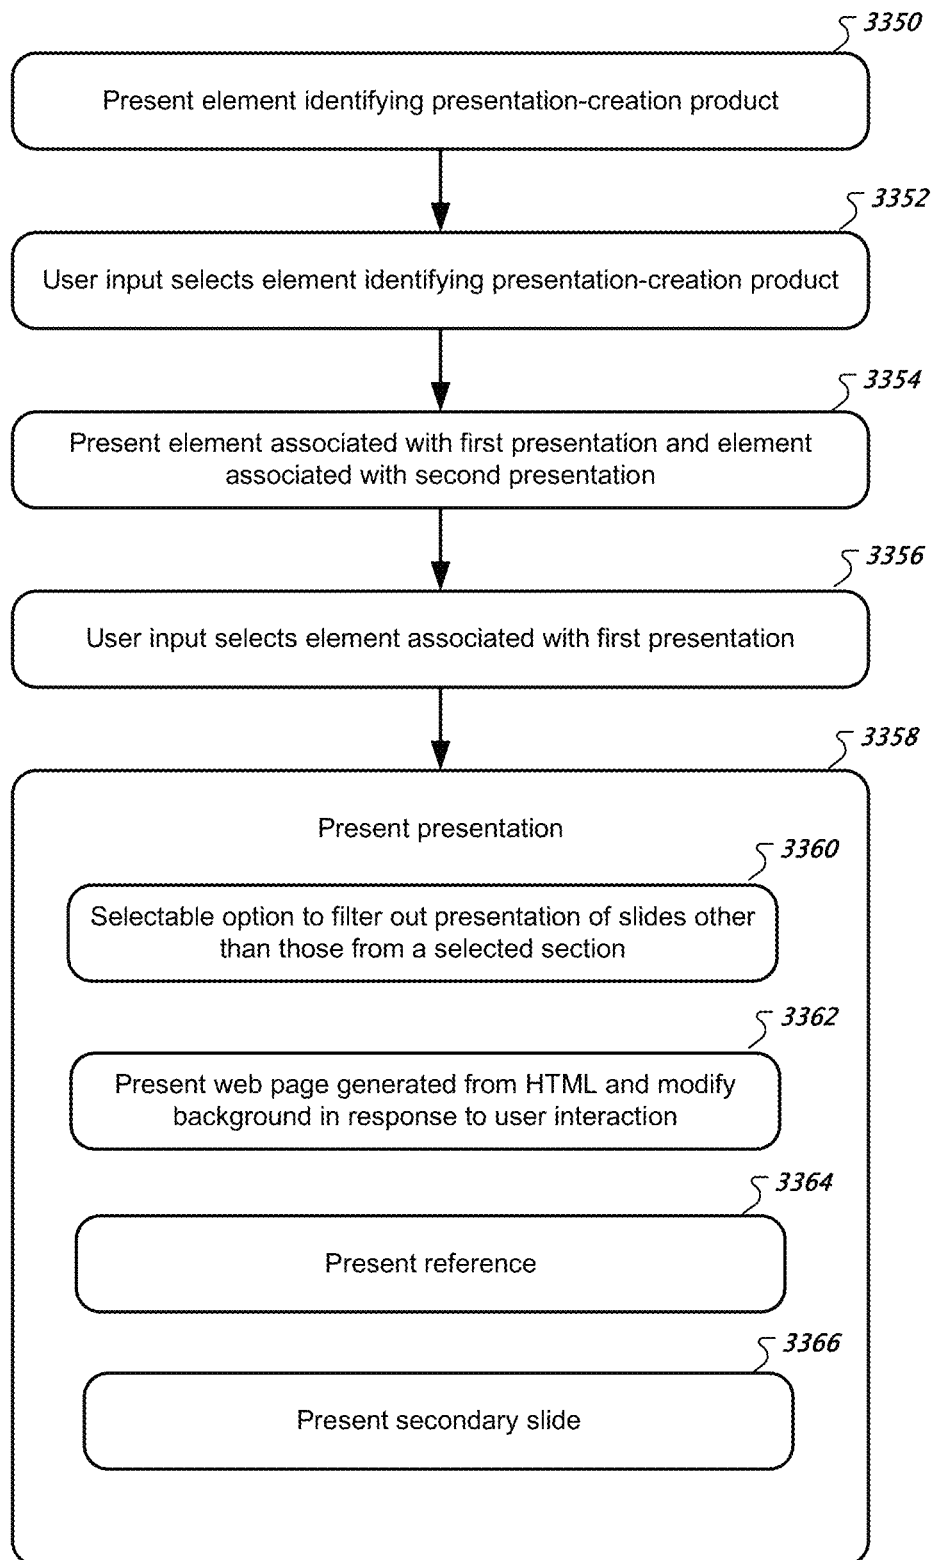 3350
Present element identifying presentation-creation product
3352
User input selects element identifying presentation-creation product
3354
Present element associated with first presentation and element
associated with second presentation
3356
User input selects element associated with first presentation
3358
Present presentation
3360
Selectable option to filter out presentation of slides other
than those from a selected section
3362
Present web page generated from HTML and modify
background in response to user interaction
3364
Present reference
3366
Present secondary slide